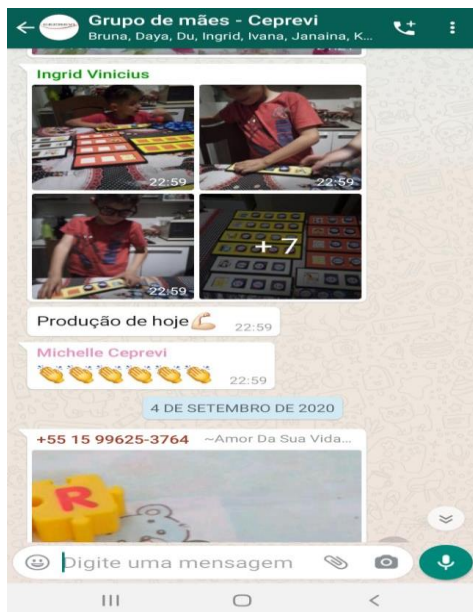 Grupo de mães - Ceprevi
Bruna, Daya, Du, Ingrid, Ivana, Janaina, K...
Ingrid Vinicius
22:59
22:59
22:59
+ 7
Produção de hoje💪
22:59
Michelle Ceprevi
👏👏👏👏👏👏
22:59
4 DE SETEMBRO DE 2020
+55 15 99625-3764 ~Amor Da Sua Vida...
R
Digite uma mensagem